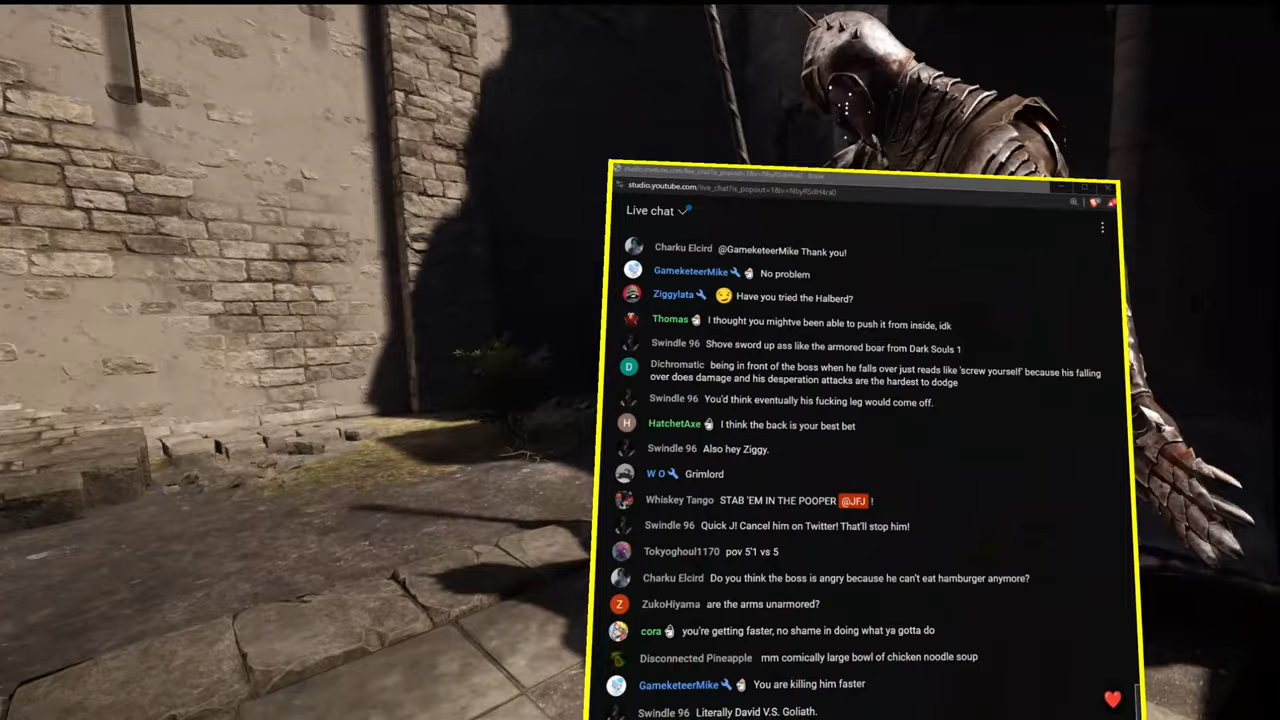 studio.youtube.com/live_chat?is_popout=1&v=NbyRSdH4ra0
Live chat
Charku Elcird @GameketeerMike Thank you!
GameketeerMike No problem
Ziggylata Have you tried the Halberd?
Thomas I thought you mightve been able to push it from inside, idk
Swindle 96 Shove sword up ass like the armored boar from Dark Souls 1
D Dichromatic being in front of the boss when he falls over just reads like 'screw yourself' because his falling
over does damage and his desperation attacks are the hardest to dodge
Swindle 96 You'd think eventually his fucking leg would come off.
H HatchetAxe I think the back is your best bet
Swindle 96 Also hey Ziggy.
W O Grimlord
Whiskey Tango STAB 'EM IN THE POOPER @JFJ !
Swindle 96 Quick J! Cancel him on Twitter! That'll stop him!
Tokyoghoul1170 pov 5'1 vs 5
Charku Elcird Do you think the boss is angry because he can't eat hamburger anymore?
Z ZukoHiyama are the arms unarmored?
cora you're getting faster, no shame in doing what ya gotta do
Disconnected Pineapple mm comically large bowl of chicken noodle soup
GameketeerMike You are killing him faster
Swindle 96 Literally David V.S. Goliath.